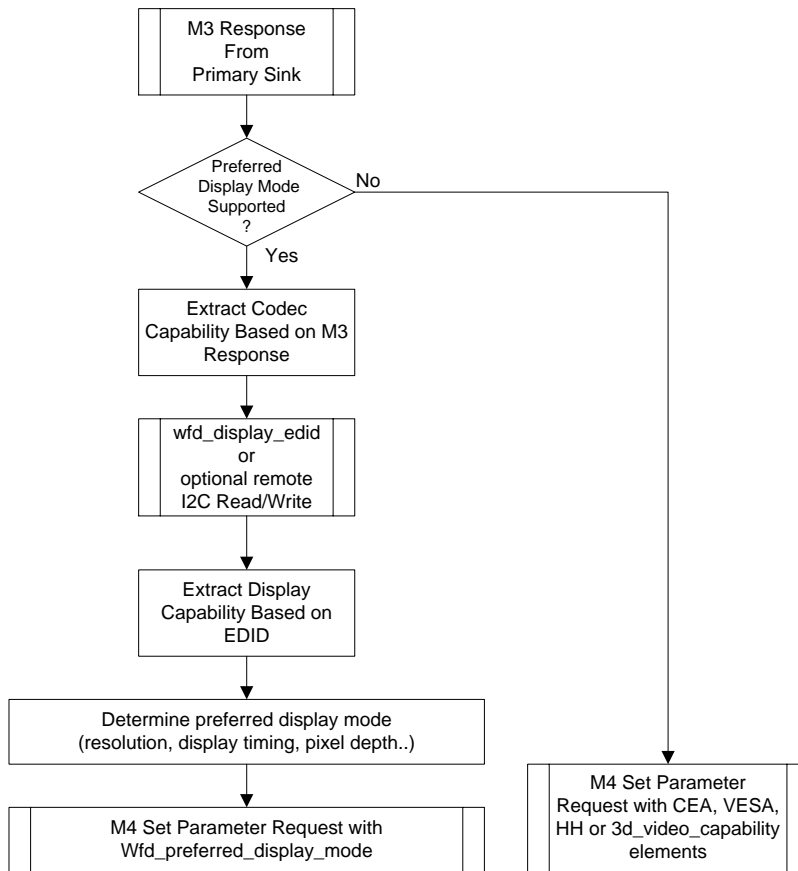 M3 Response
From
Primary Sink
Preferred
Display Mode
Supported
?
No
Yes
Extract Codec
Capability Based on M3
Response
wfd_display_edid
or
optional remote
I2C Read/Write
Extract Display
Capability Based on
EDID
Determine preferred display mode
(resolution, display timing, pixel depth..)
M4 Set Parameter Request with
Wfd_preferred_display_mode
M4 Set Parameter
Request with CEA, VESA,
HH or 3d_video_capability
elements